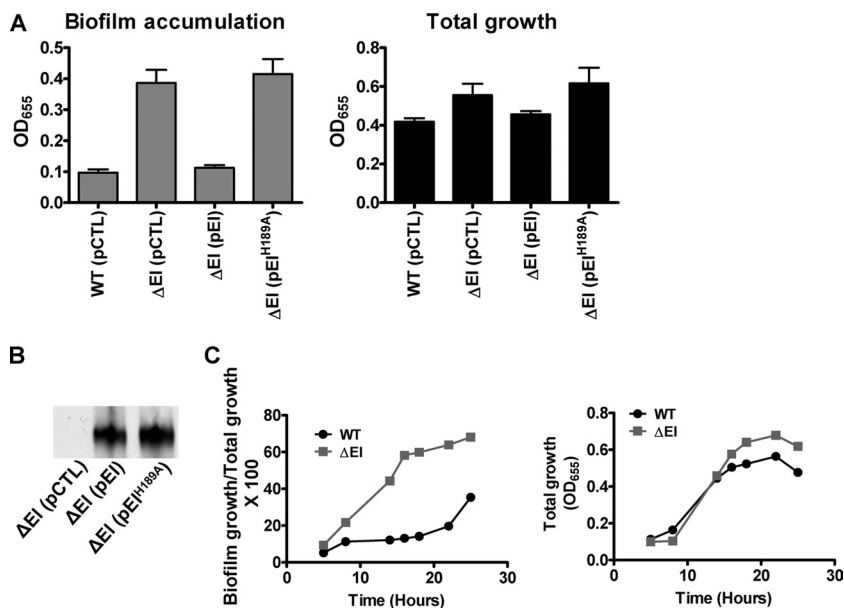 A
Biofilm accumulation
OD655
0.5
0.4
0.3
0.2
0.1
0.0
WT (pCTL)
ΔEI (pCTL)
ΔEI (pEI)
ΔEI (pEIH189A)
Total growth
OD655
0.8
0.6
0.4
0.2
0.0
WT (pCTL)
ΔEI (pCTL)
ΔEI (pEI)
ΔEI (pEIH189A)
B
ΔEI (pCTL)
ΔEI (pEI)
ΔEI (pEIH189A)
C
Biofilm growth/Total growth
X 100
80
60
40
20
0
WT
ΔEI
0
10
20
30
Time (Hours)
Total growth
(OD655)
0.8
0.6
0.4
0.2
0.0
WT
ΔEI
0
10
20
30
Time (Hours)